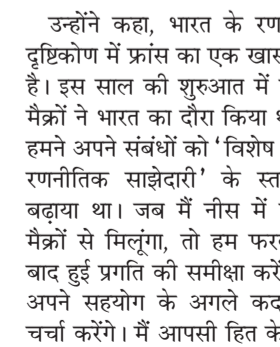 उन्होंने कहा, भारत के रण
दृष्टिकोण में फ्रांस का एक खास
है। इस साल की शुरुआत में
मैक्रों ने भारत का दौरा किया
हमने अपने संबंधों को ‘विशेष
रणनीतिक साझेदारी’ के स्त
बढ़ाया था। जब मैं नीस में
मैक्रों से मिलूंगा, तो हम फर
बाद हुई प्रगति की समीक्षा करें
अपने सहयोग के अगले कद
चर्चा करेंगे। मैं आपसी हित के